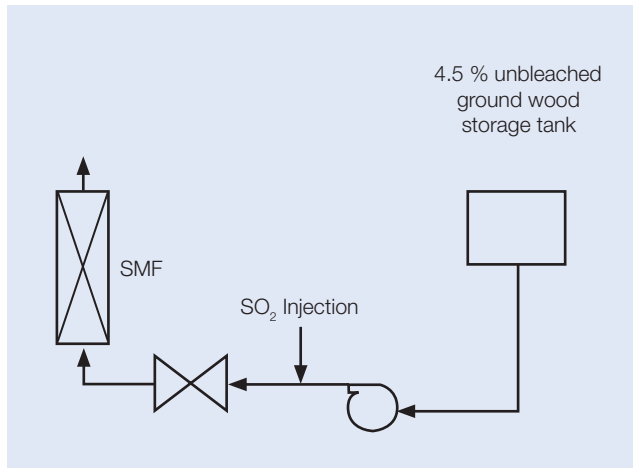 4.5 % unbleached
ground wood
storage tank
SMF
SO₂ Injection